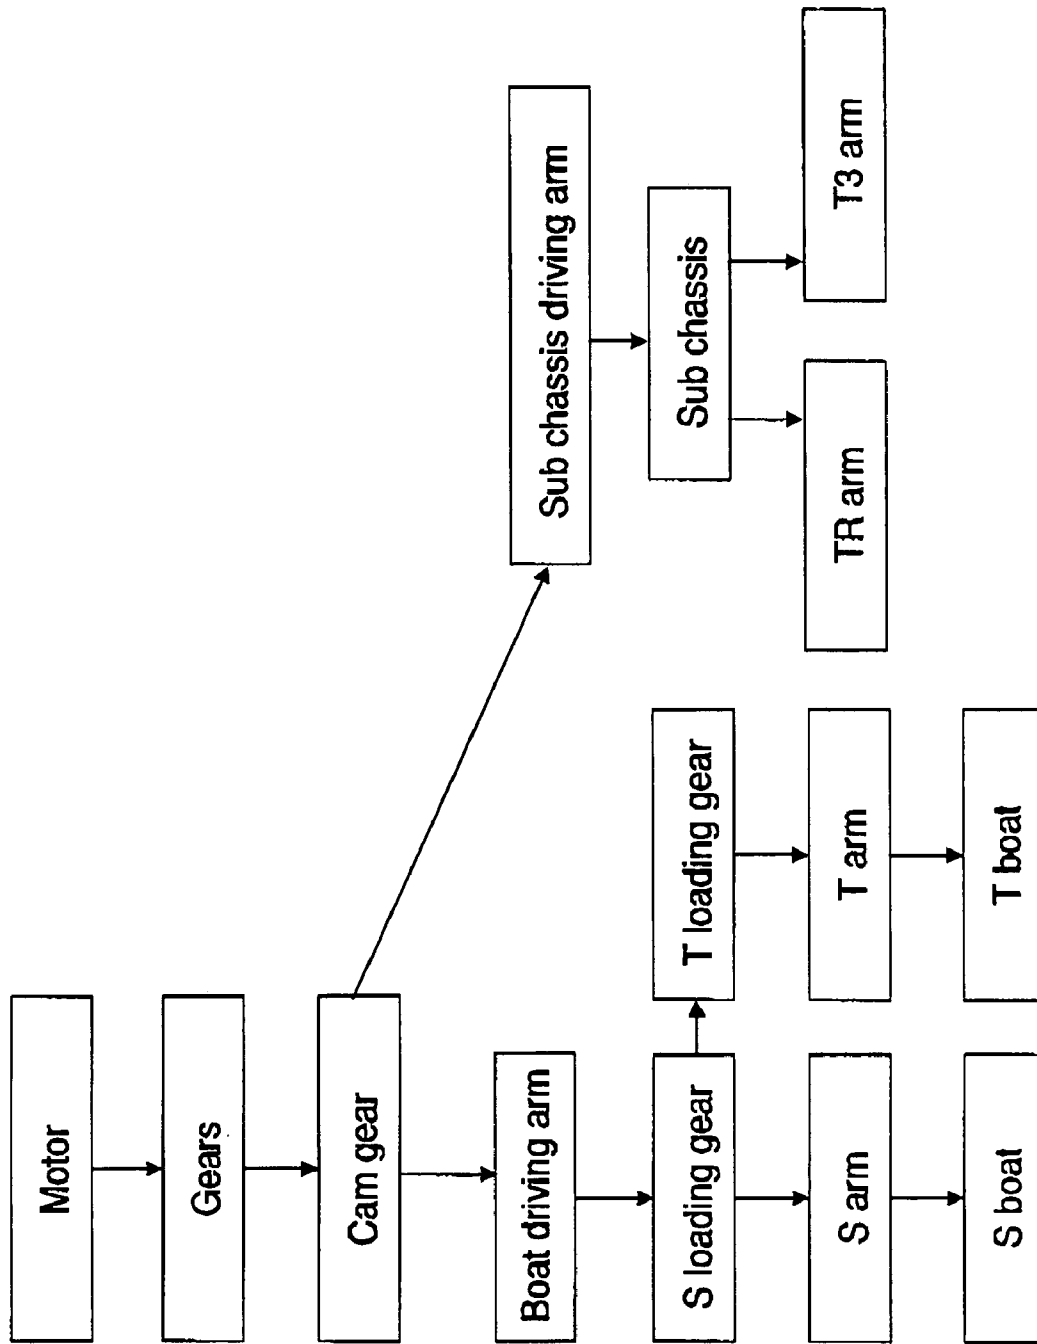 Motor
Gears
Cam gear
Boat driving arm
Sub chassis driving arm
S loading gear
T loading gear
Sub chassis
S arm
T arm
TR arm
T3 arm
S boat
T boat